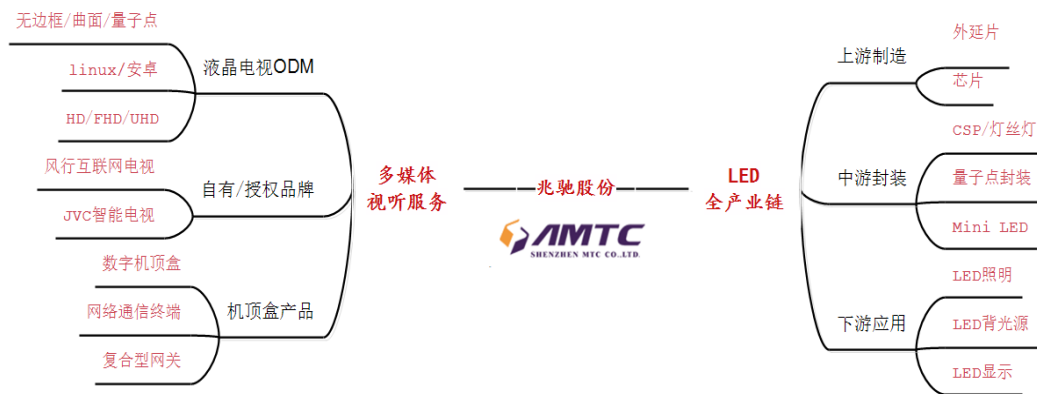 无边框/曲面/量子点
linux/安卓
HD/FHD/UHD
液晶电视ODM
风行互联网电视
JVC智能电视
自有/授权品牌
数字机顶盒
网络通信终端
复合型网关
机顶盒产品
多媒体
视听服务
兆驰股份
AMTC
SHENZHEN MTC CO.,LTD.
LED
全产业链
上游制造
外延片
芯片
中游封装
CSP/灯丝灯
量子点封装
Mini LED
下游应用
LED照明
LED背光源
LED显示